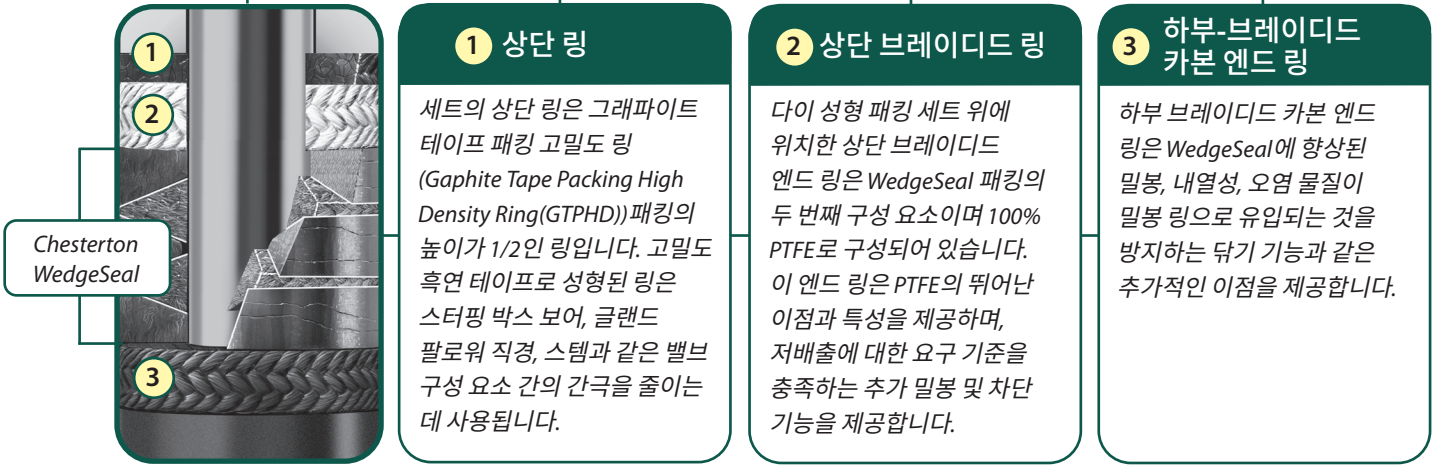 1
2
Chesterton
WedgeSeal
3
1 상단 링
세트의 상단 링은 그래파이트
테이프 패킹 고밀도 링
(Gaphite Tape Packing High
Density Ring(GTPHD))패킹의
높이가 1/2인 링입니다. 고밀도
흑연 테이프로 성형된 링은
스터핑 박스 보어, 글랜드
팔로워 직경, 스템과 같은 밸브
구성 요소 간의 간극을 줄이는
데 사용됩니다.
2 상단 브레이디드 링
다이 성형 패킹 세트 위에
위치한 상단 브레이디드
엔드 링은 WedgeSeal 패킹의
두 번째 구성 요소이며 100%
PTFE로 구성되어 있습니다.
이 엔드 링은 PTFE의 뛰어난
이점과 특성을 제공하며,
저배출에 대한 요구 기준을
충족하는 추가 밀봉 및 차단
기능을 제공합니다.
3 하부-브레이디드
카본 엔드 링
하부 브레이디드 카본 엔드
링은 WedgeSeal에 향상된
밀봉, 내열성, 오염 물질이
밀봉 링으로 유입되는 것을
방지하는 닦기 기능과 같은
추가적인 이점을 제공합니다.